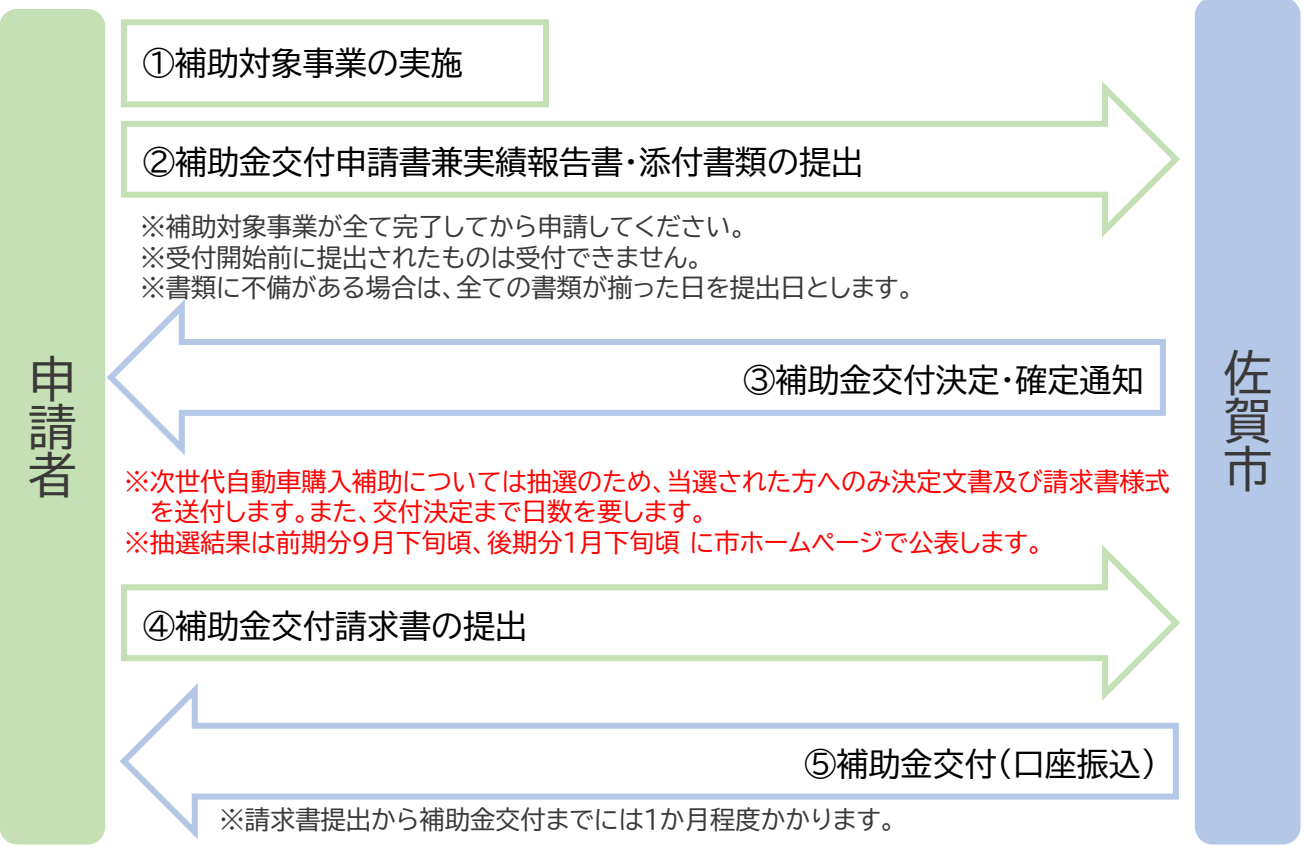 ①補助対象事業の実施
②補助金交付申請書兼実績報告書・添付書類の提出
※補助対象事業が全て完了してから申請してください。
※受付開始前に提出されたものは受付できません。
※書類に不備がある場合は、全ての書類が揃った日を提出日とします。
申請者
③補助金交付決定・確定通知
佐賀市
※次世代自動車購入補助については抽選のため、当選された方へのみ決定文書及び請求書様式
を送付します。また、交付決定まで日数を要します。
※抽選結果は前期分9月下旬頃、後期分1月下旬頃 に市ホームページで公表します。
④補助金交付請求書の提出
⑤補助金交付(口座振込)
※請求書提出から補助金交付までには1か月程度かかります。